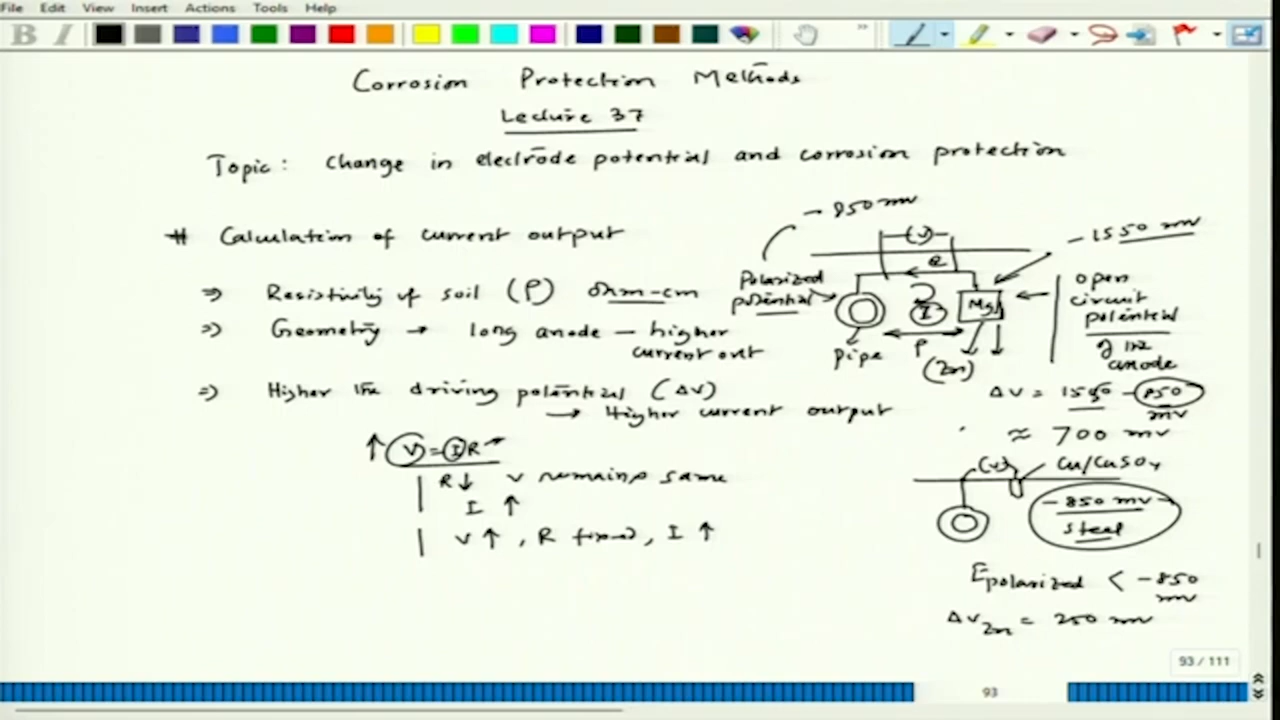 File Edit View Insert Actions Tools Help
B I
Corrosion Protection Methods
Lecture 37
Topic: Change in electrode potential and corrosion protection
# Calculation of current output
⇒ Resistivity of soil (ρ) ohm-cm
⇒ Geometry → long anode – higher
current out
⇒ Higher the driving potential (ΔV)
→ Higher current output
↑ V = IR
R↓ V remains same
I ↑
V ↑, R fixed, I ↑
-850 mV
(V)
-1550 mV
e
Polarized
potential
I
Mg
pipe
ρ
(Zn)
open
circuit
potential
of the
anode
ΔV = 1550 - 850
mV
≈ 700 mV
(V)
Cu/CuSO4
-850 mV
steel
Epolarized < -850
mV
ΔVZn = 250 mV
93 / 111
93